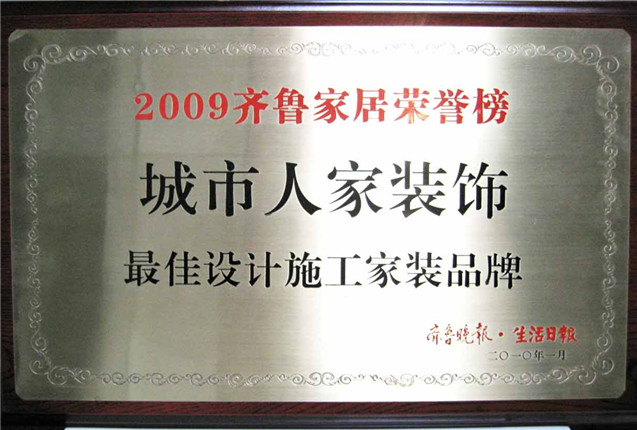 2009齐鲁家居荣誉榜
城市人家装饰
最佳设计施工家装品牌
齐鲁晚报·生活日報
二〇一〇年一月